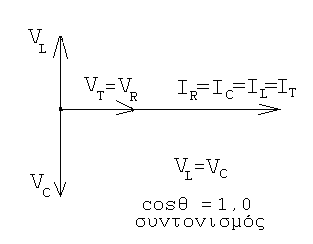 V_L
V_T=V_R I_R=I_C=I_L=I_T
V_L=V_C
V_C
cosθ =1,0
συντονισμός